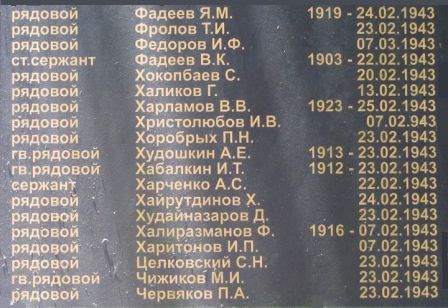 рядовой Фадеев Я.М. 1919 - 24.02.1943
рядовой Фролов Т.И. 23.02.1943
рядовой Федоров И.Ф. 07.03.1943
ст.сержант Фадеев В.К. 1903 - 22.02.1943
рядовой Хокопбаев С. 20.02.1943
рядовой Халиков Г. 13.02.1943
рядовой Харламов В.В. 1923 - 25.02.1943
рядовой Христолюбов И.В. 07.02.943
рядовой Хоробрых П.Н. 23.02.1943
гв.рядовой Худошкин А.Е. 1913 - 23.02.1943
гв.рядовой Хабалкин И.Т. 1912 - 23.02.1943
сержант Харченко А.С. 22.02.1943
рядовой Хайрутдинов Х. 24.02.1943
рядовой Худайназаров Д. 23.02.1943
рядовой Халиразманов Ф. 1916 - 07.02.1943
рядовой Харитонов И.П. 07.02.1943
рядовой Целковский С.Н. 23.02.1943
гв.рядовой Чижиков М.И. 23.02.1943
рядовой Червяков П.А. 23.02.1943